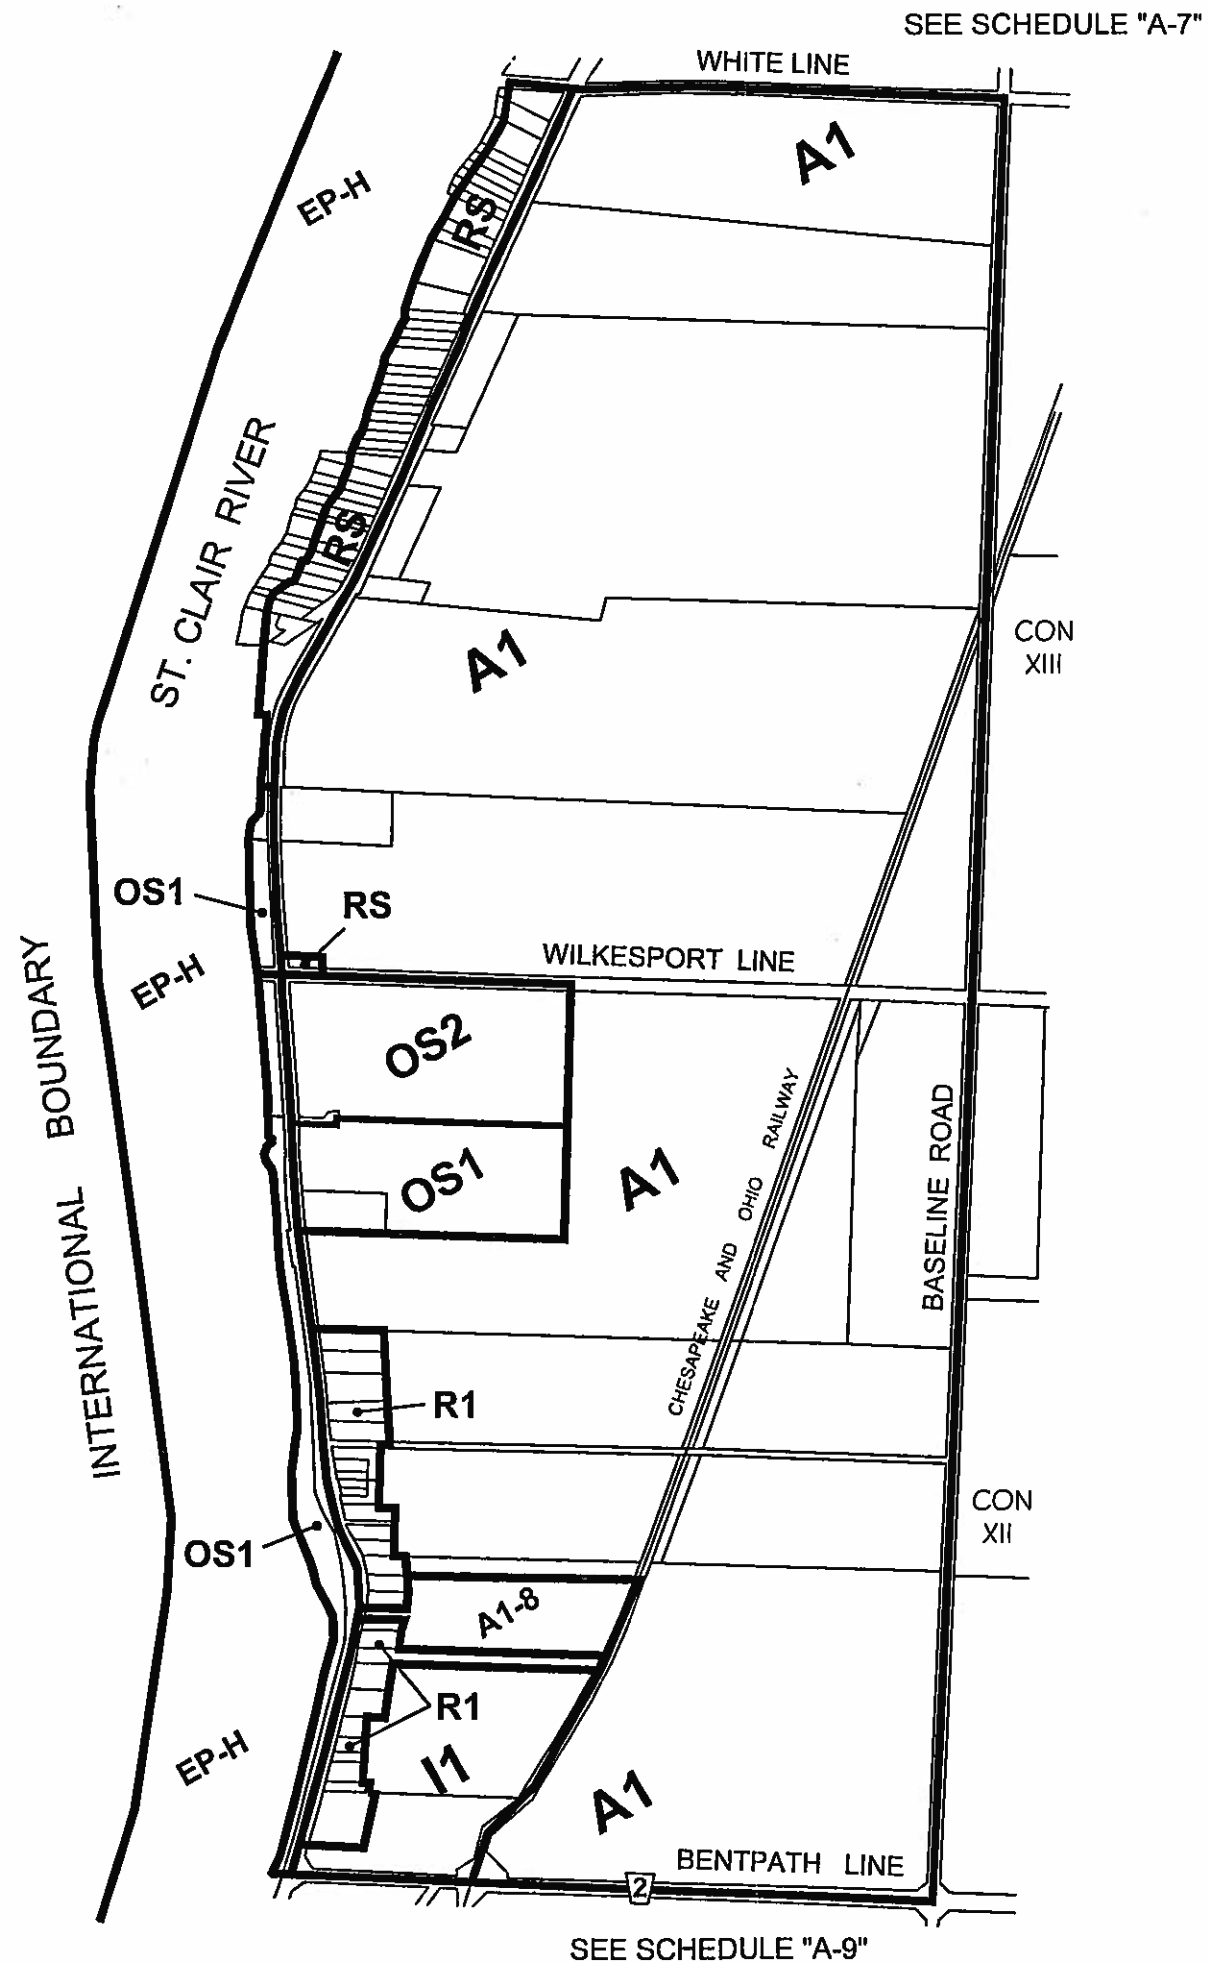 SEE SCHEDULE "A-7"
WHITE LINE
A1
EP-H
RS
ST. CLAIR RIVER
RS
A1
CON
XIII
OS1
RS
WILKESPORT LINE
EP-H
INTERNATIONAL BOUNDARY
OS2
OS1
A1
CHESAPEAKE AND OHIO RAILWAY
BASELINE ROAD
R1
CON
XII
OS1
A1-8
R1
EP-H
I1
A1
BENTPATH LINE
2
SEE SCHEDULE "A-9"